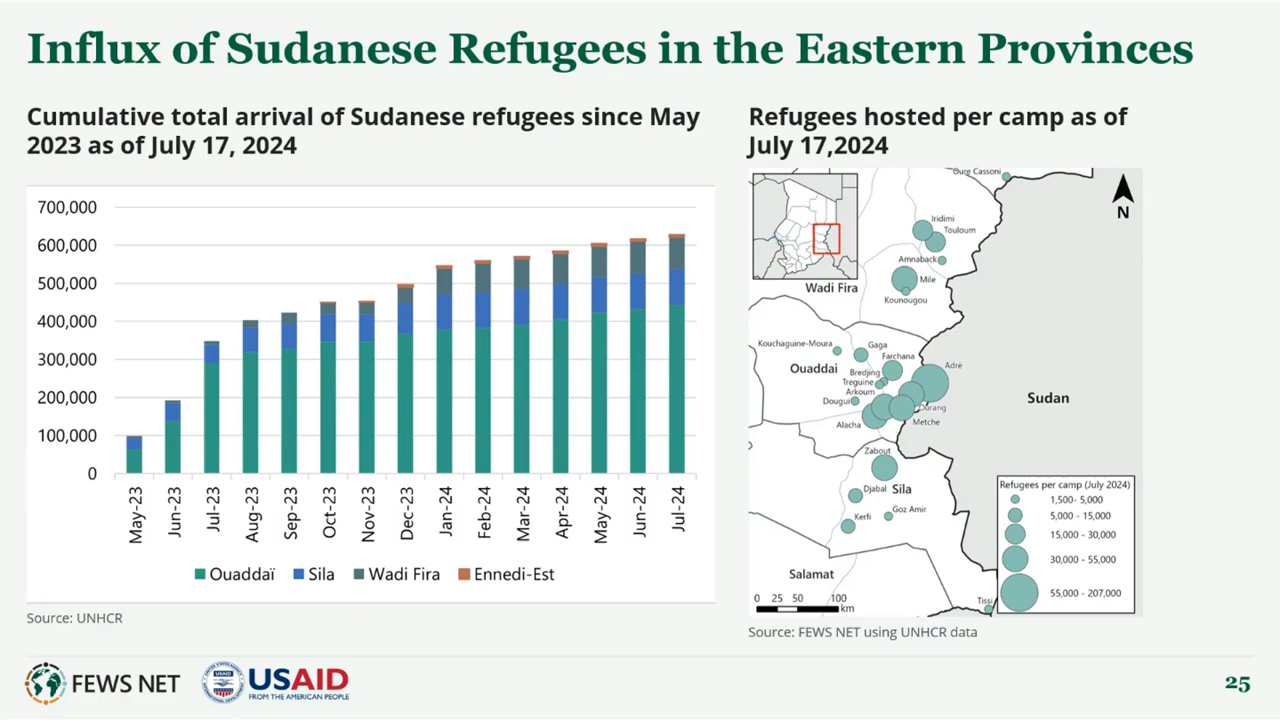 Influx of Sudanese Refugees in the Eastern Provinces
Cumulative total arrival of Sudanese refugees since May
2023 as of July 17, 2024
700,000
600,000
500,000
400,000
300,000
200,000
100,000
0
May-23
Jun-23
Jul-23
Aug-23
Sep-23
Oct-23
Nov-23
Dec-23
Jan-24
Feb-24
Mar-24
Apr-24
May-24
Jun-24
Jul-24
Ouaddaï
Sila
Wadi Fira
Ennedi-Est
Source: UNHCR
Refugees hosted per camp as of
July 17,2024
Oure Cassoni
N
Iridimi
Touloum
Amnaback
Mile
Wadi Fira
Kounougou
Kouchaguine-Moura
Gaga
Farchana
Ouaddai
Adré
Bredjing
Treguine
Arkoum
Dougui
Ourang
Alacha
Metche
Sudan
Zabout
Djabal
Sila
Goz Amir
Kerfi
Salamat
Tissi
0 25 50 100
km
Refugees per camp (July 2024)
1,500- 5,000
5,000 - 15,000
15,000 - 30,000
30,000 - 55,000
55,000 - 207,000
Source: FEWS NET using UNHCR data
FEWS NET
USAID
USAID
FROM THE AMERICAN PEOPLE
25